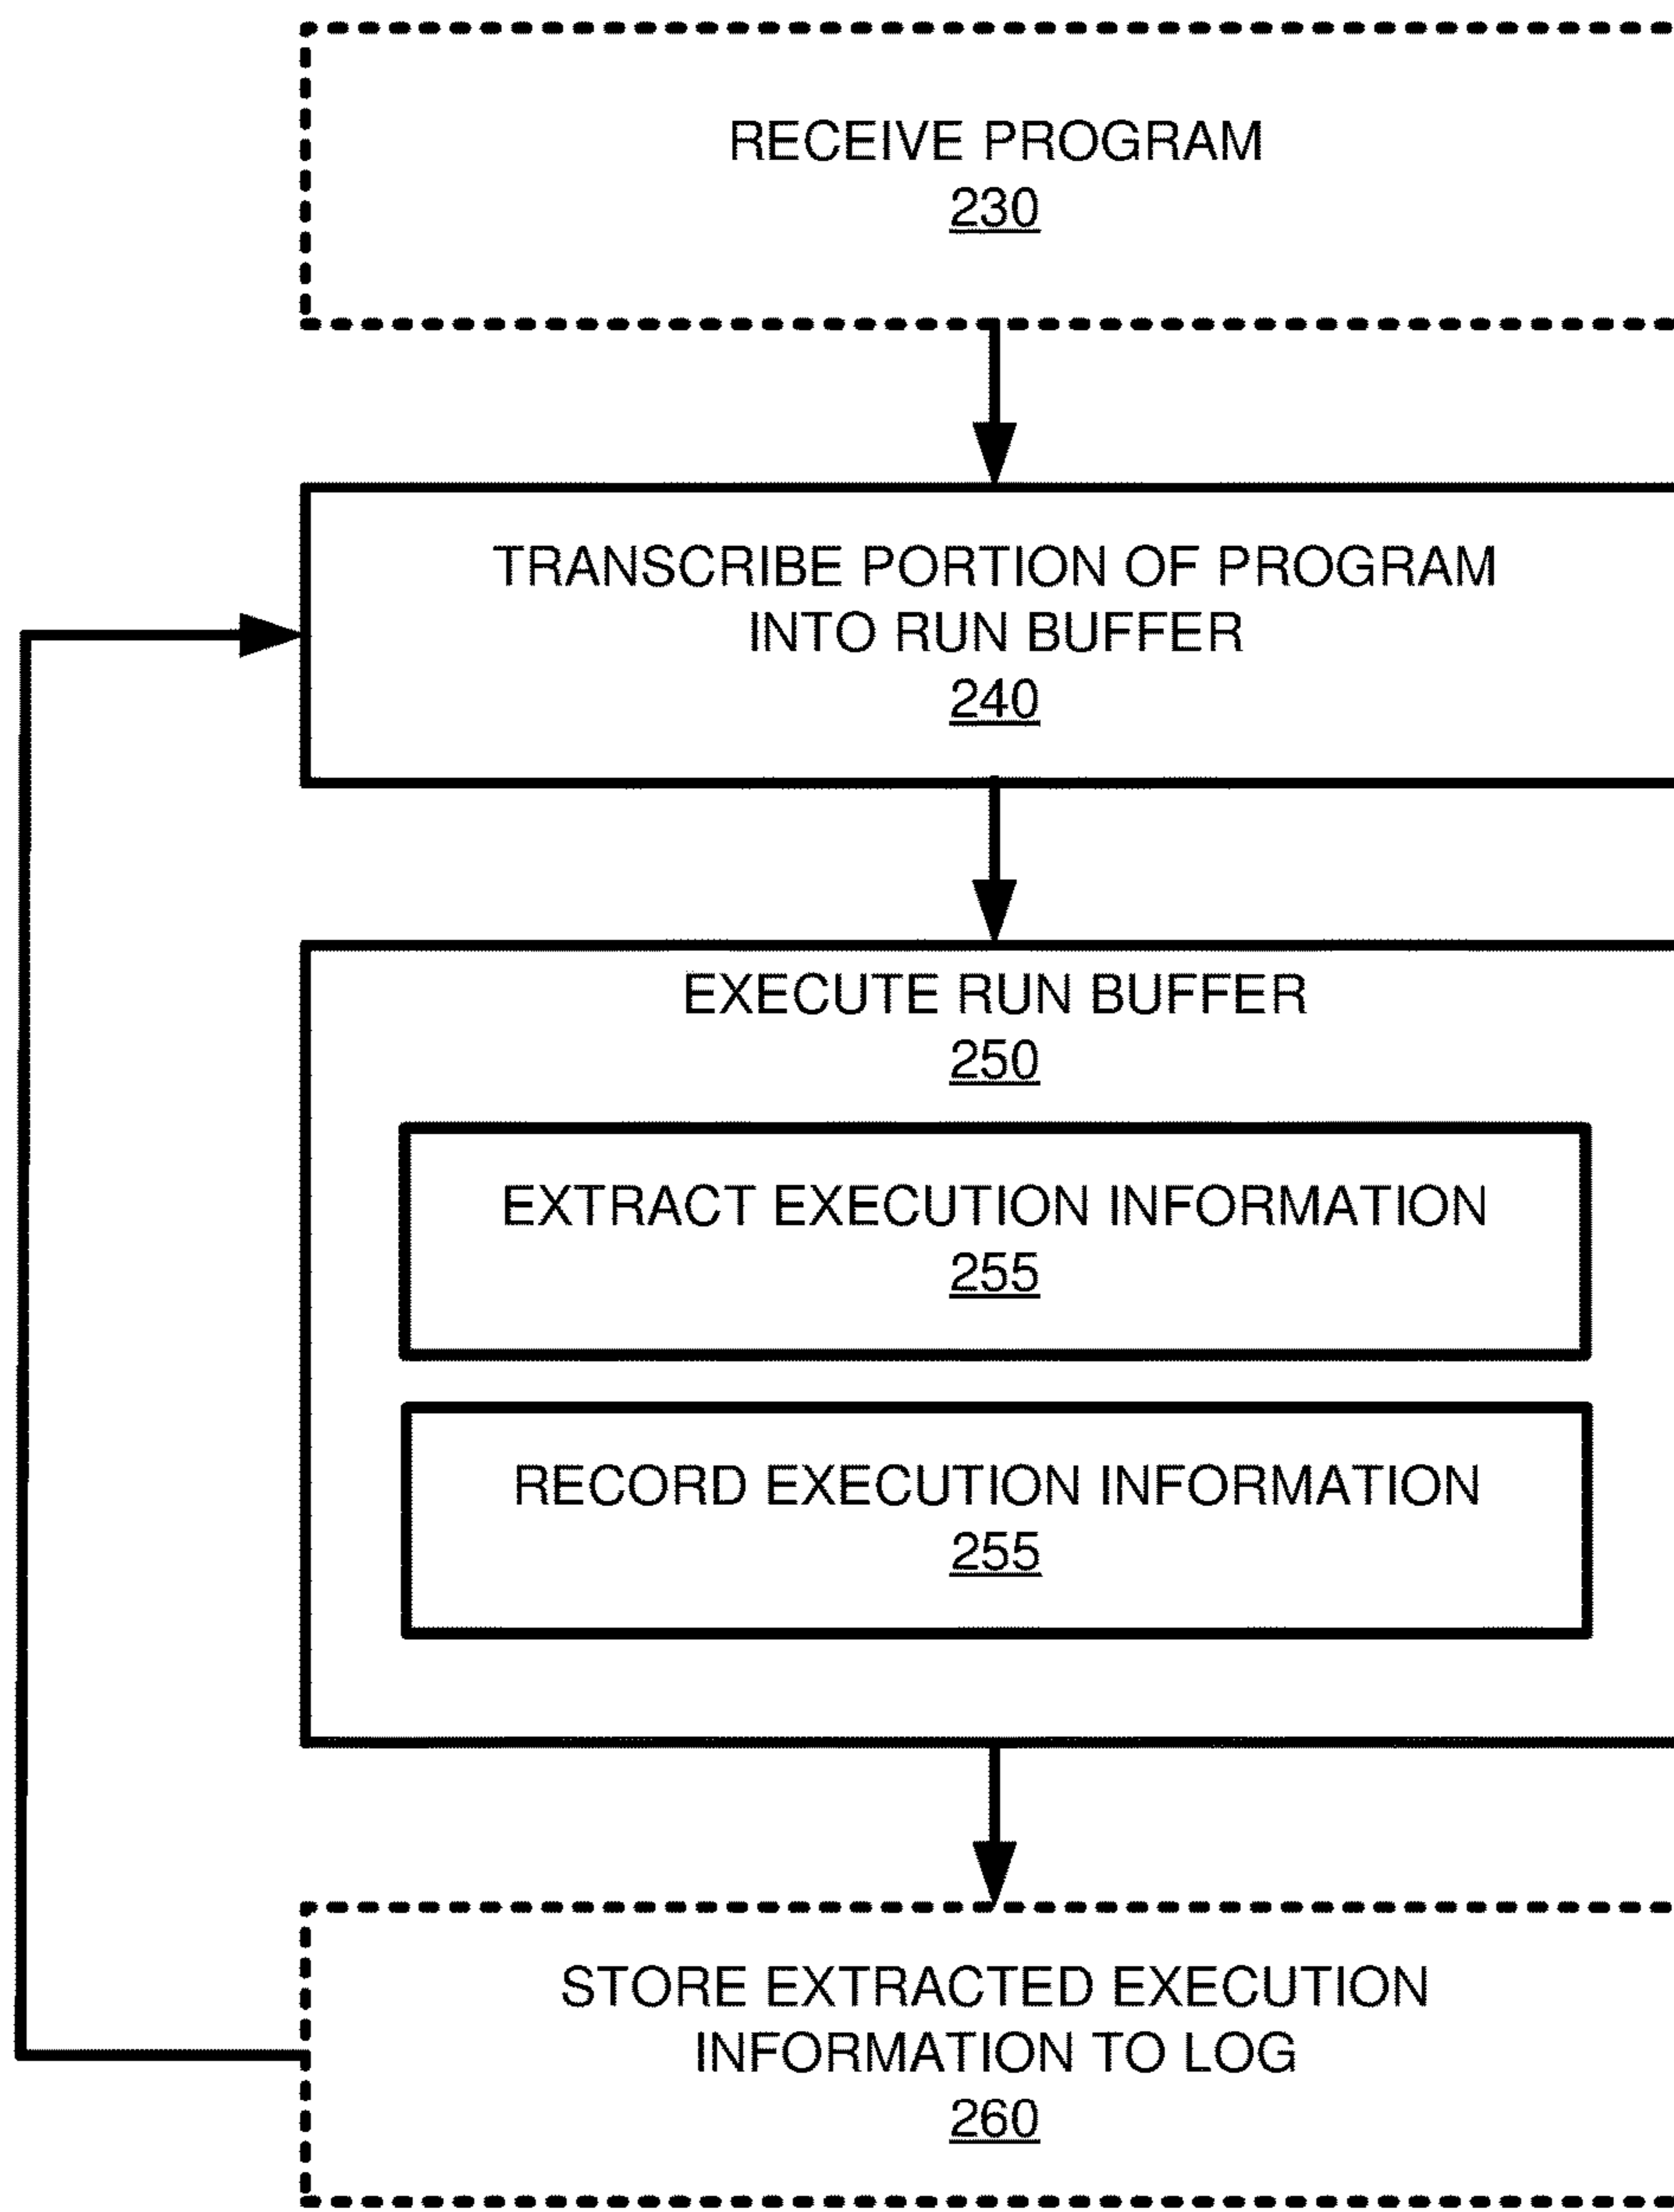 RECEIVE PROGRAM
230
TRANSCRIBE PORTION OF PROGRAM
INTO RUN BUFFER
240
EXECUTE RUN BUFFER
250
EXTRACT EXECUTION INFORMATION
255
RECORD EXECUTION INFORMATION
255
STORE EXTRACTED EXECUTION
INFORMATION TO LOG
260